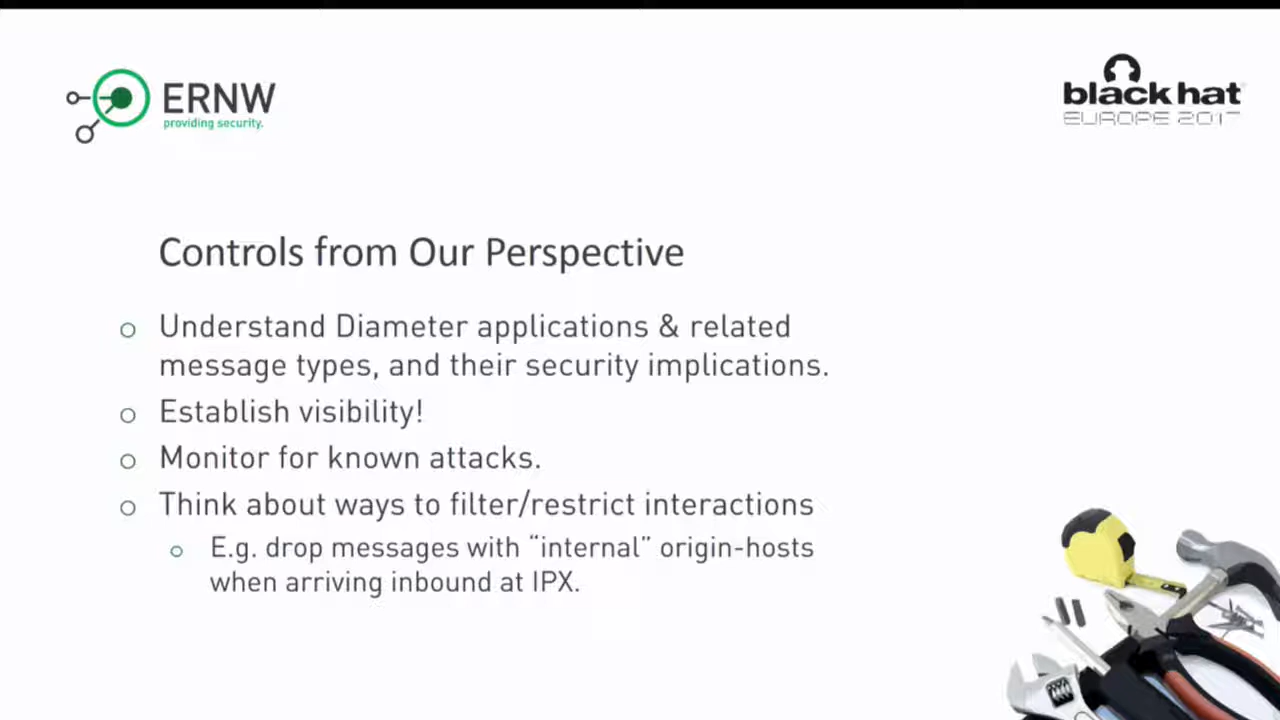 ERNW
providing security.
black hat
EUROPE 2017
Controls from Our Perspective
Understand Diameter applications & related
message types, and their security implications.
Establish visibility!
Monitor for known attacks.
Think about ways to filter/restrict interactions
E.g. drop messages with “internal” origin-hosts
when arriving inbound at IPX.